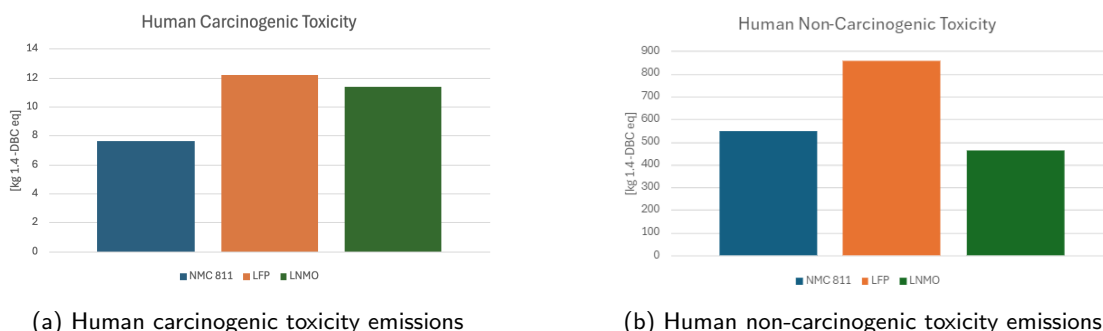 Human Carcinogenic Toxicity
[kg 1.4-DBC eq]
14
12
10
8
6
4
2
0
NMC 811 LFP LNMO
(a) Human carcinogenic toxicity emissions
Human Non-Carcinogenic Toxicity
[kg 1.4-DBC eq]
900
800
700
600
500
400
300
200
100
0
NMC 811 LFP LNMO
(b) Human non-carcinogenic toxicity emissions